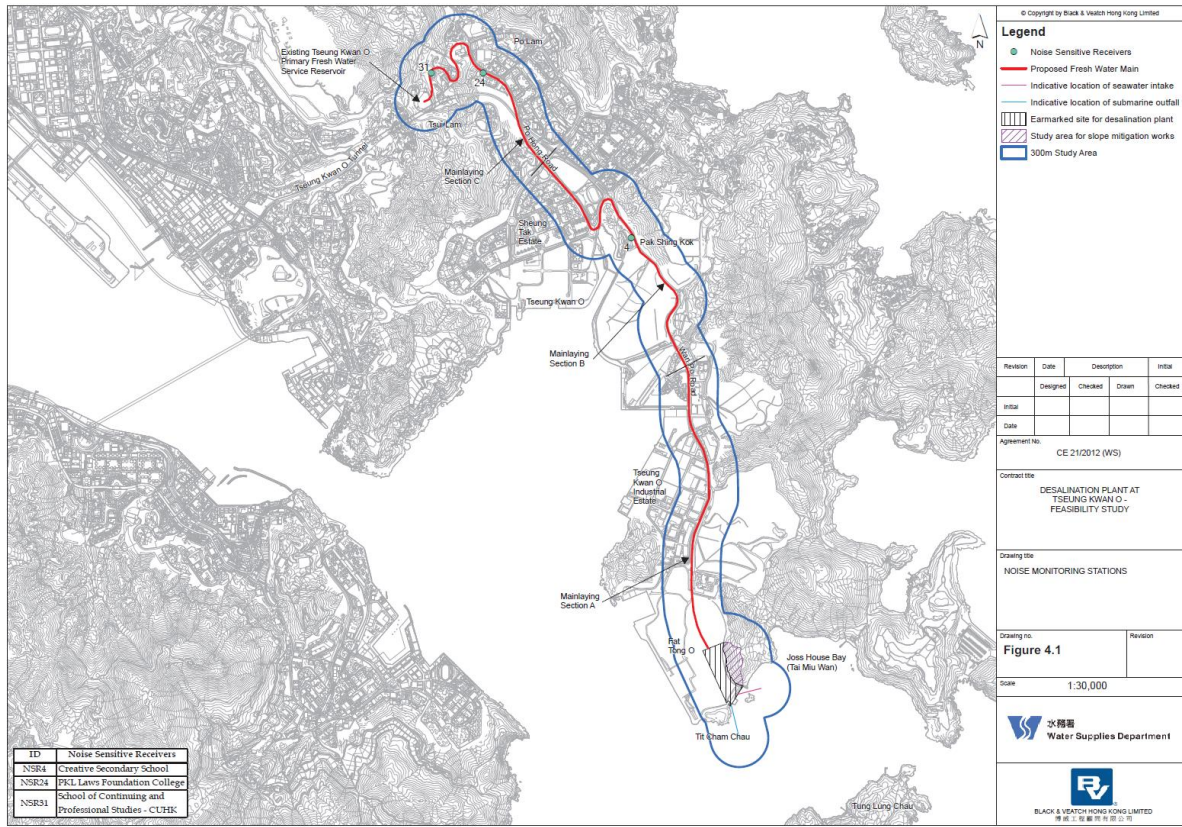 © Copyright by Black & Veatch Hong Kong Limited
Legend
Noise Sensitive Receivers
Proposed Fresh Water Main
Indicative location of seawater intake
Indicative location of submarine outfall
Earmarked site for desalination plant
Study area for slope mitigation works
300m Study Area
N
Existing Tseung Kwan O
Primary Fresh Water
Service Reservoir
Po Lam
31
24
Tsui Lam
Tseung Kwan O Tunnel
Po Hong Road
Mainlaying
Section C
Sheung
Tak
Estate
4
Pak Shing Kok
Tseung Kwan O
Mainlaying
Section B
Wan Po Road
Tseung
Kwan O
Industrial
Estate
Mainlaying
Section A
Fat
Tong O
Joss House Bay
(Tai Miu Wan)
Tit Cham Chau
Tung Lung Chau
ID Noise Sensitive Receivers
NSR4 Creative Secondary School
NSR24 PKL Laws Foundation College
NSR31 School of Continuing and
Professional Studies - CUHK
Revision Date Description Initial
Designed Checked Drawn Checked
Initial
Date
Agreement No.
CE 21/2012 (WS)
Contract title
DESALINATION PLANT AT
TSEUNG KWAN O -
FEASIBILITY STUDY
Drawing title
NOISE MONITORING STATIONS
Drawing no. Revision
Figure 4.1
Scale 1:30,000
水務署
Water Supplies Department
BV
BLACK & VEATCH HONG KONG LIMITED
博威工程顧問有限公司